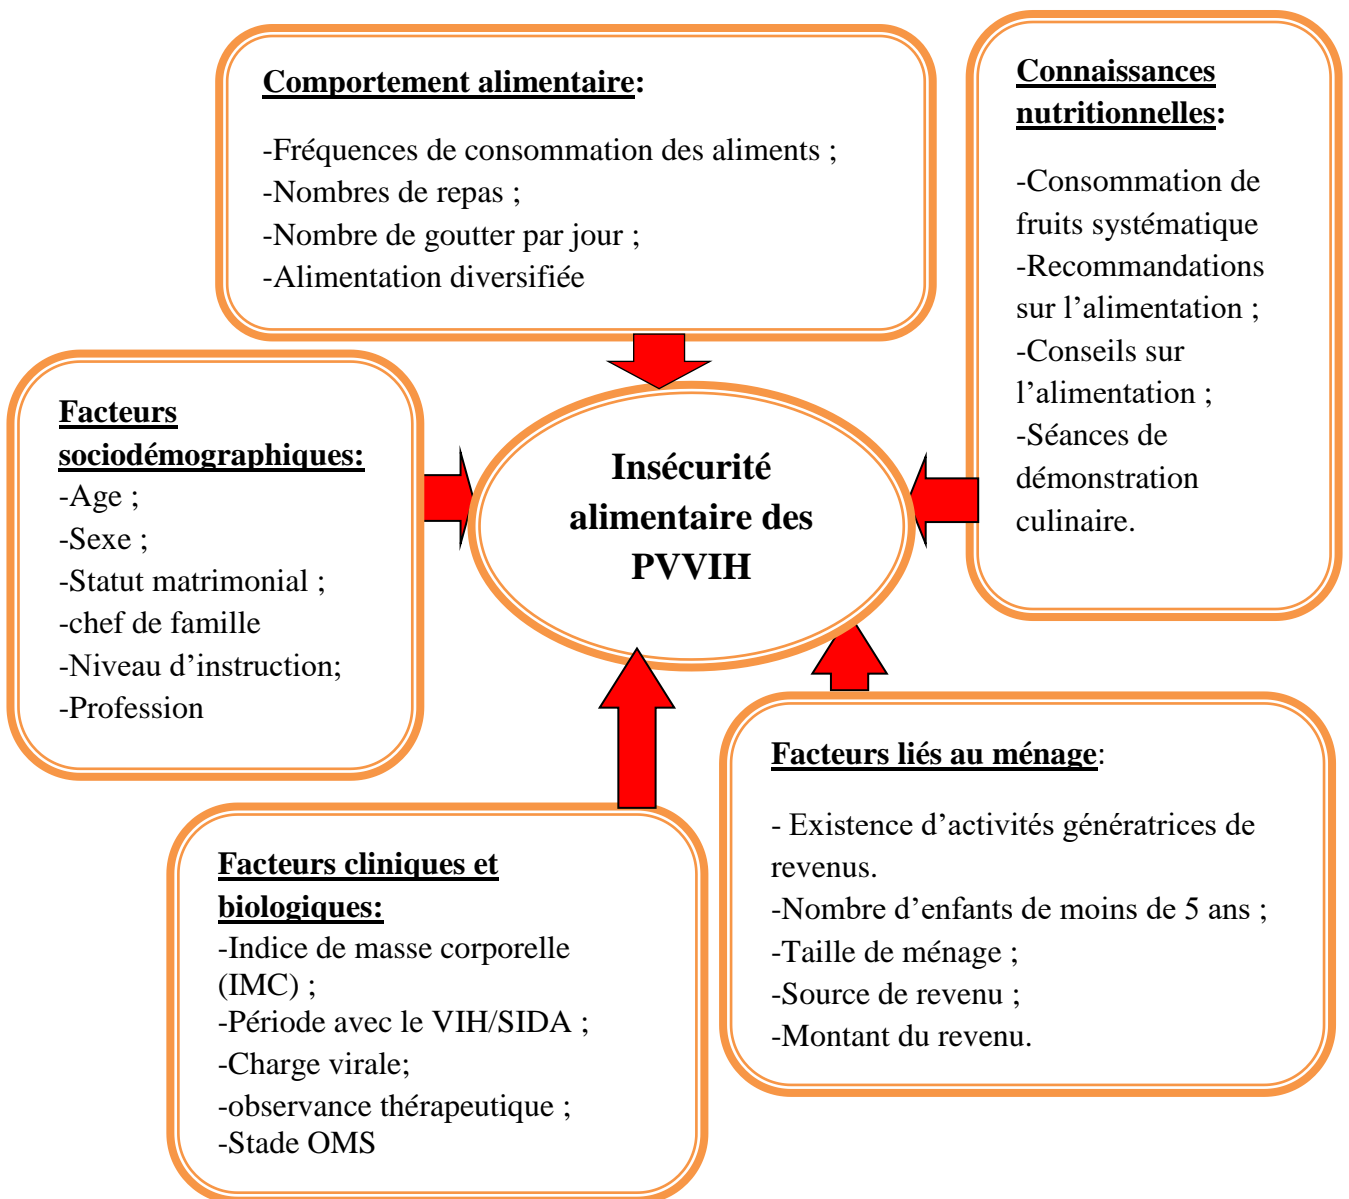 Comportement alimentaire:
-Fréquences de consommation des aliments ;
-Nombres de repas ;
-Nombre de goutter par jour ;
-Alimentation diversifiée
Connaissances
nutritionnelles:
-Consommation de
fruits systématique
-Recommandations
sur l’alimentation ;
-Conseils sur
l’alimentation ;
-Séances de
démonstration
culinaire.
Facteurs
sociodémographiques:
-Age ;
-Sexe ;
-Statut matrimonial ;
-chef de famille
-Niveau d’instruction;
-Profession
Insécurité
alimentaire des
PVVIH
Facteurs cliniques et
biologiques:
-Indice de masse corporelle
(IMC) ;
-Période avec le VIH/SIDA ;
-Charge virale;
-observance thérapeutique ;
-Stade OMS
Facteurs liés au ménage:
- Existence d’activités génératrices de
revenus.
-Nombre d’enfants de moins de 5 ans ;
-Taille de ménage ;
-Source de revenu ;
-Montant du revenu.